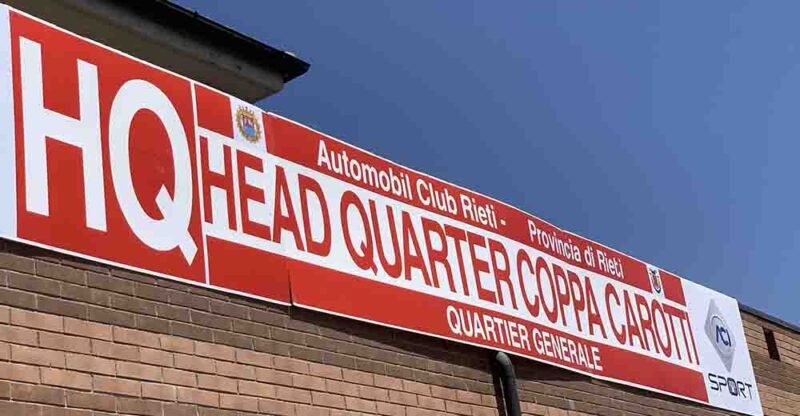 HQ
Automobil Club Rieti - Provincia di Rieti
HEAD QUARTER COPPA CAROTTI
QUARTIER GENERALE
ACI
SPORT